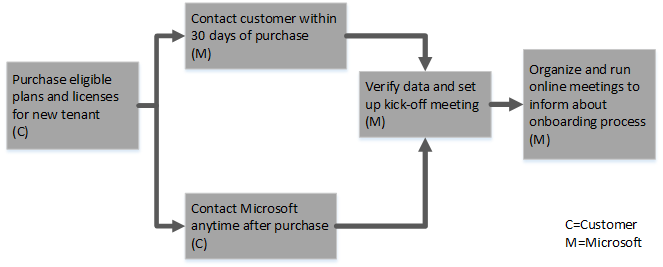 Purchase eligible
plans and licenses
for new tenant
(C)
Contact customer within
30 days of purchase
(M)
Contact Microsoft
anytime after purchase
(C)
Verify data and set
up kick-off meeting
(M)
Organize and run
online meetings to
inform about
onboarding process
(M)
C=Customer
M=Microsoft